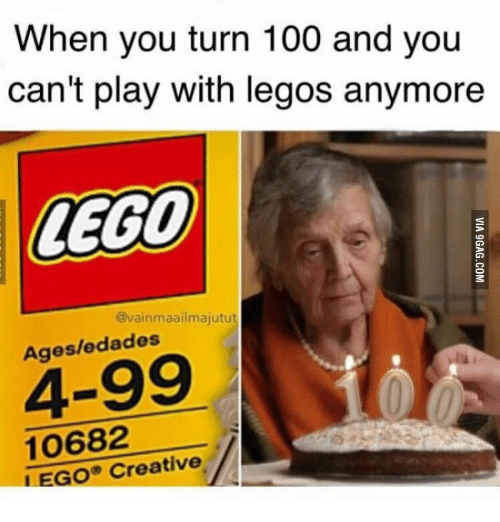 When you turn 100 and you
can't play with legos anymore
LEGO
@vainmaailmajutut
Ages/edades
4-99
10682
LEGO® Creative
100
VIA 9GAG.COM